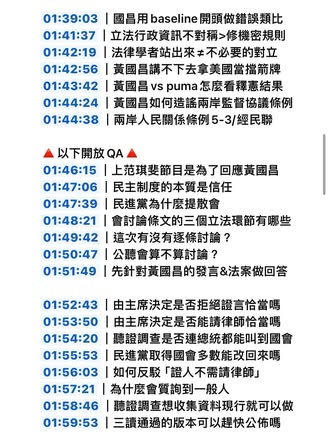 01:39:03 | 國昌用 baseline 開頭做錯誤類比
01:41:37 | 立法行政資訊不對稱>修機密規則
01:42:19 | 法律學者站出來≠不必要的對立
01:42:56 | 黃國昌講不下去拿美國當擋箭牌
01:43:42 | 黃國昌 vs puma 怎麼看釋憲結果
01:44:24 | 黃國昌如何造謠兩岸監督協議條例
01:44:38 | 兩岸人民關係條例 5-3/經民聯
🔺以下開放 QA🔺
01:46:15 | 上范琪斐節目是為了回應黃國昌
01:47:06 | 民主制度的本質是信任
01:47:39 | 民進黨為什麼提散會
01:48:21 | 會討論條文的三個立法環節有哪些
01:49:42 | 這次有沒有逐條討論？
01:50:47 | 公聽會算不算討論？
01:51:49 | 先針對黃國昌的發言&法案做回答
01:52:43 | 由主席決定是否拒絕證言恰當嗎
01:53:50 | 由主席決定是否能請律師恰當嗎
01:54:20 | 聽證調查是否連總統都能叫到國會
01:55:53 | 民進黨取得國會多數能改回來嗎
01:56:03 | 如何反駁「證人不需請律師」
01:57:21 | 為什麼會質詢到一般人
01:58:46 | 聽證調查想收集資料現行就可以做
01:59:53 | 三讀通過的版本可以趕快公佈嗎